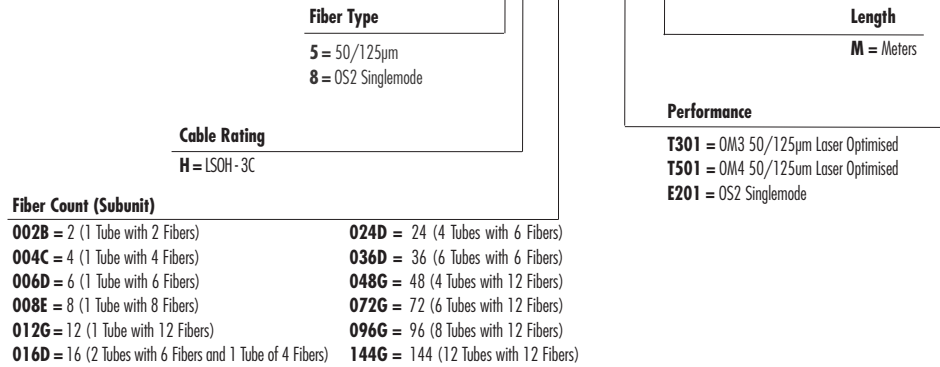 Fiber Type
5 = 50/125µm
8 = OS2 Singlemode
Length
M = Meters
Cable Rating
H = LSOH - 3C
Performance
T301 = OM3 50/125µm Laser Optimised
T501 = OM4 50/125um Laser Optimised
E201 = OS2 Singlemode
Fiber Count (Subunit)
002B = 2 (1 Tube with 2 Fibers)
004C = 4 (1 Tube with 4 Fibers)
006D = 6 (1 Tube with 6 Fibers)
008E = 8 (1 Tube with 8 Fibers)
012G = 12 (1 Tube with 12 Fibers)
016D = 16 (2 Tubes with 6 Fibers and 1 Tube of 4 Fibers)
024D = 24 (4 Tubes with 6 Fibers)
036D = 36 (6 Tubes with 6 Fibers)
048G = 48 (4 Tubes with 12 Fibers)
072G = 72 (6 Tubes with 12 Fibers)
096G = 96 (8 Tubes with 12 Fibers)
144G = 144 (12 Tubes with 12 Fibers)